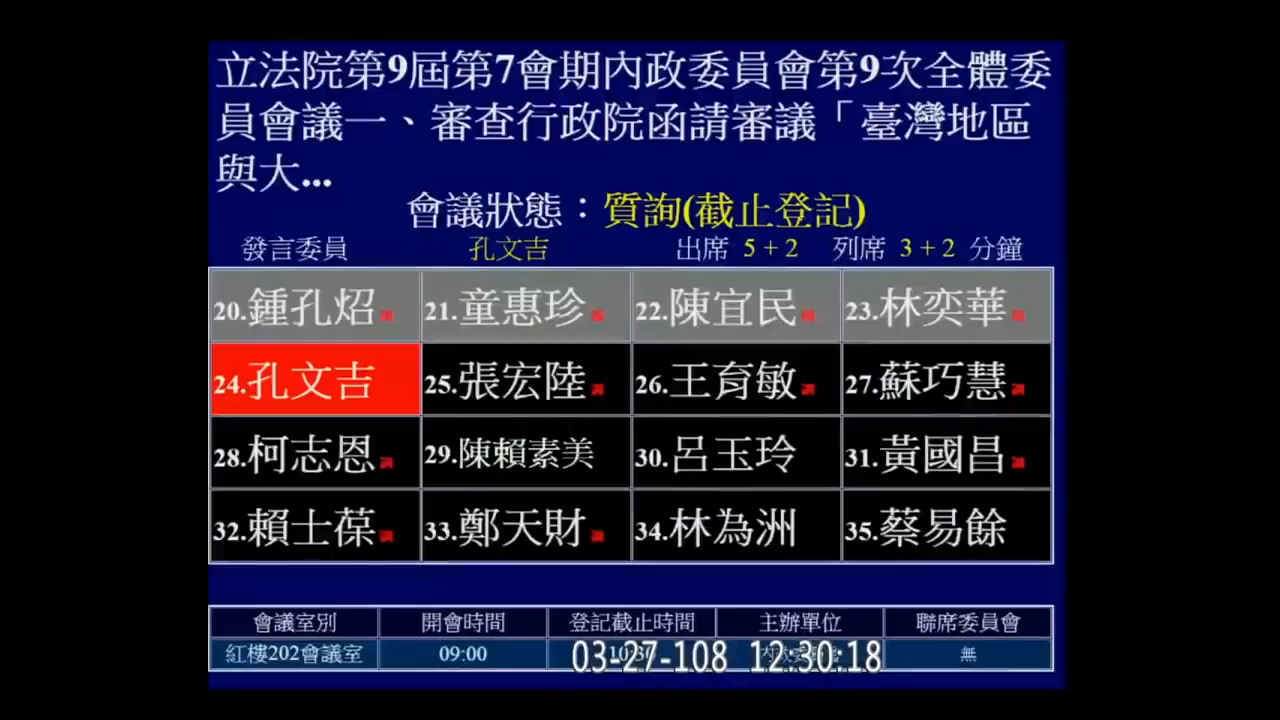 立法院第9屆第7會期內政委員會第9次全體委
員會議一、審查行政院函請審議「臺灣地區
與大...
會議狀態：質詢(截止登記)
發言委員 孔文吉 出席 5 + 2 列席 3 + 2 分鐘
20.鍾孔炤 21.童惠珍 22.陳宜民 23.林奕華
24.孔文吉 25.張宏陸 26.王育敏 27.蘇巧慧
28.柯志恩 29.陳賴素美 30.呂玉玲 31.黃國昌
32.賴士葆 33.鄭天財 34.林為洲 35.蔡易餘
會議室別 開會時間 登記截止時間 主辦單位 聯席委員會
紅樓202會議室 09:00 無
03-27-108 12:30:18